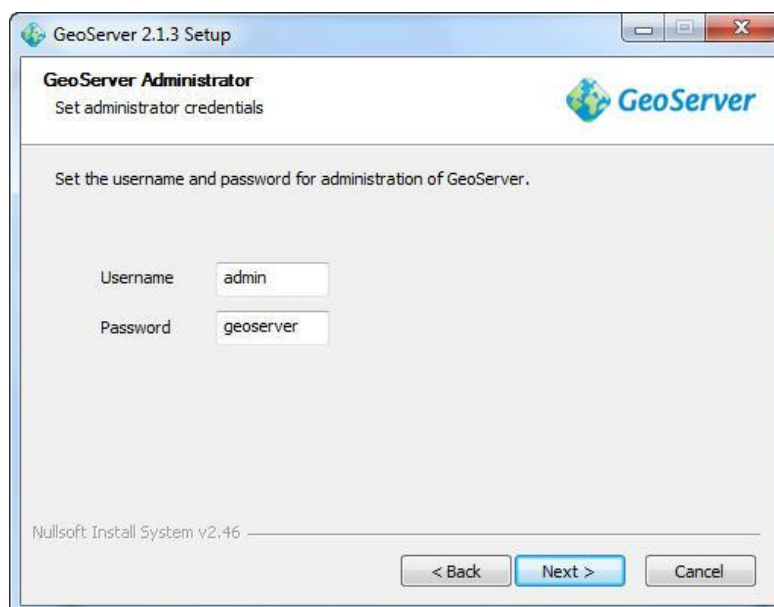 GeoServer 2.1.3 Setup
GeoServer Administrator
Set administrator credentials
GeoServer
Set the username and password for administration of GeoServer.
Username admin
Password geoserver
Nullsoft Install System v2.46
< Back Next > Cancel